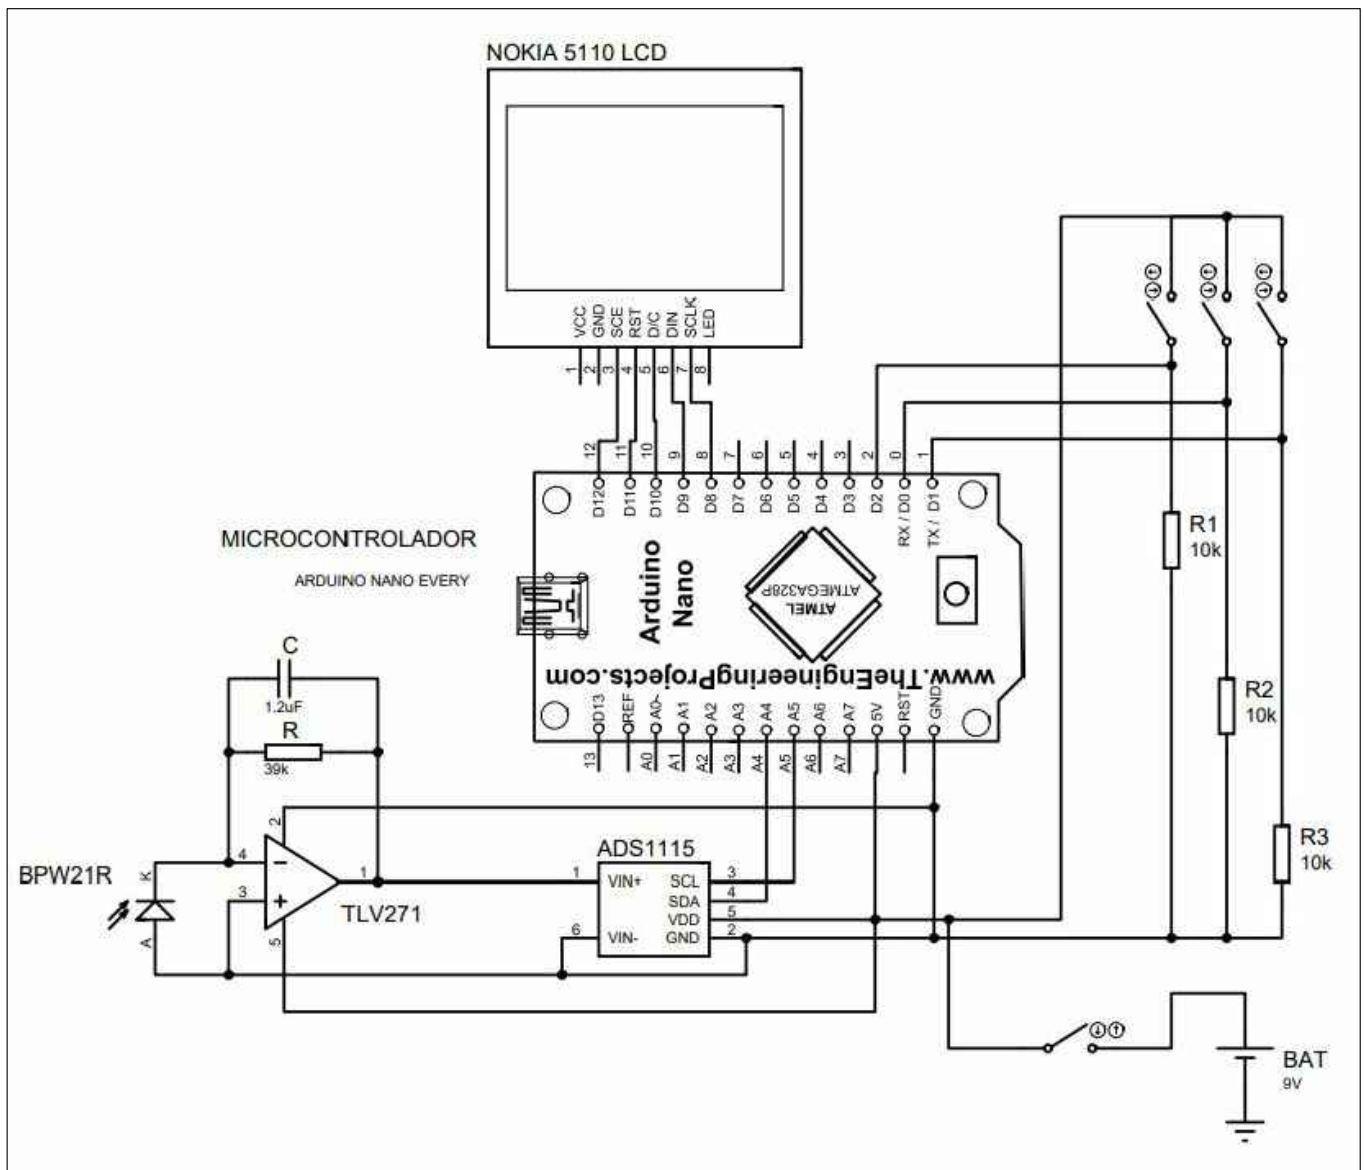 NOKIA 5110 LCD
VCC
GND
SCE
RST
D/C
DIN
SCLK
LED
1
2
3
4
5
6
7
8
12
11
10
9
8
7
6
5
4
3
2
0
1
D12
D11
D10
D9
D8
D7
D6
D5
D4
D3
D2
RX / D0
TX / D1
MICROCONTROLADOR
ARDUINO NANO EVERY
Arduino
Nano
ATMEL
ATMEGA328P
www.TheEngineeringProjects.com
D13
REF
A0
A1
A2
A3
A4
A5
A6
A7
5V
RST
GND
13
A0
A1
A2
A3
A4
A5
A6
A7
R1
10k
R2
10k
R3
10k
C
1.2uF
R
39k
BPW21R
K
A
4
3
2
5
1
TLV271
ADS1115
1
6
VIN+
VIN-
SCL
SDA
VDD
GND
3
4
5
2
BAT
9V